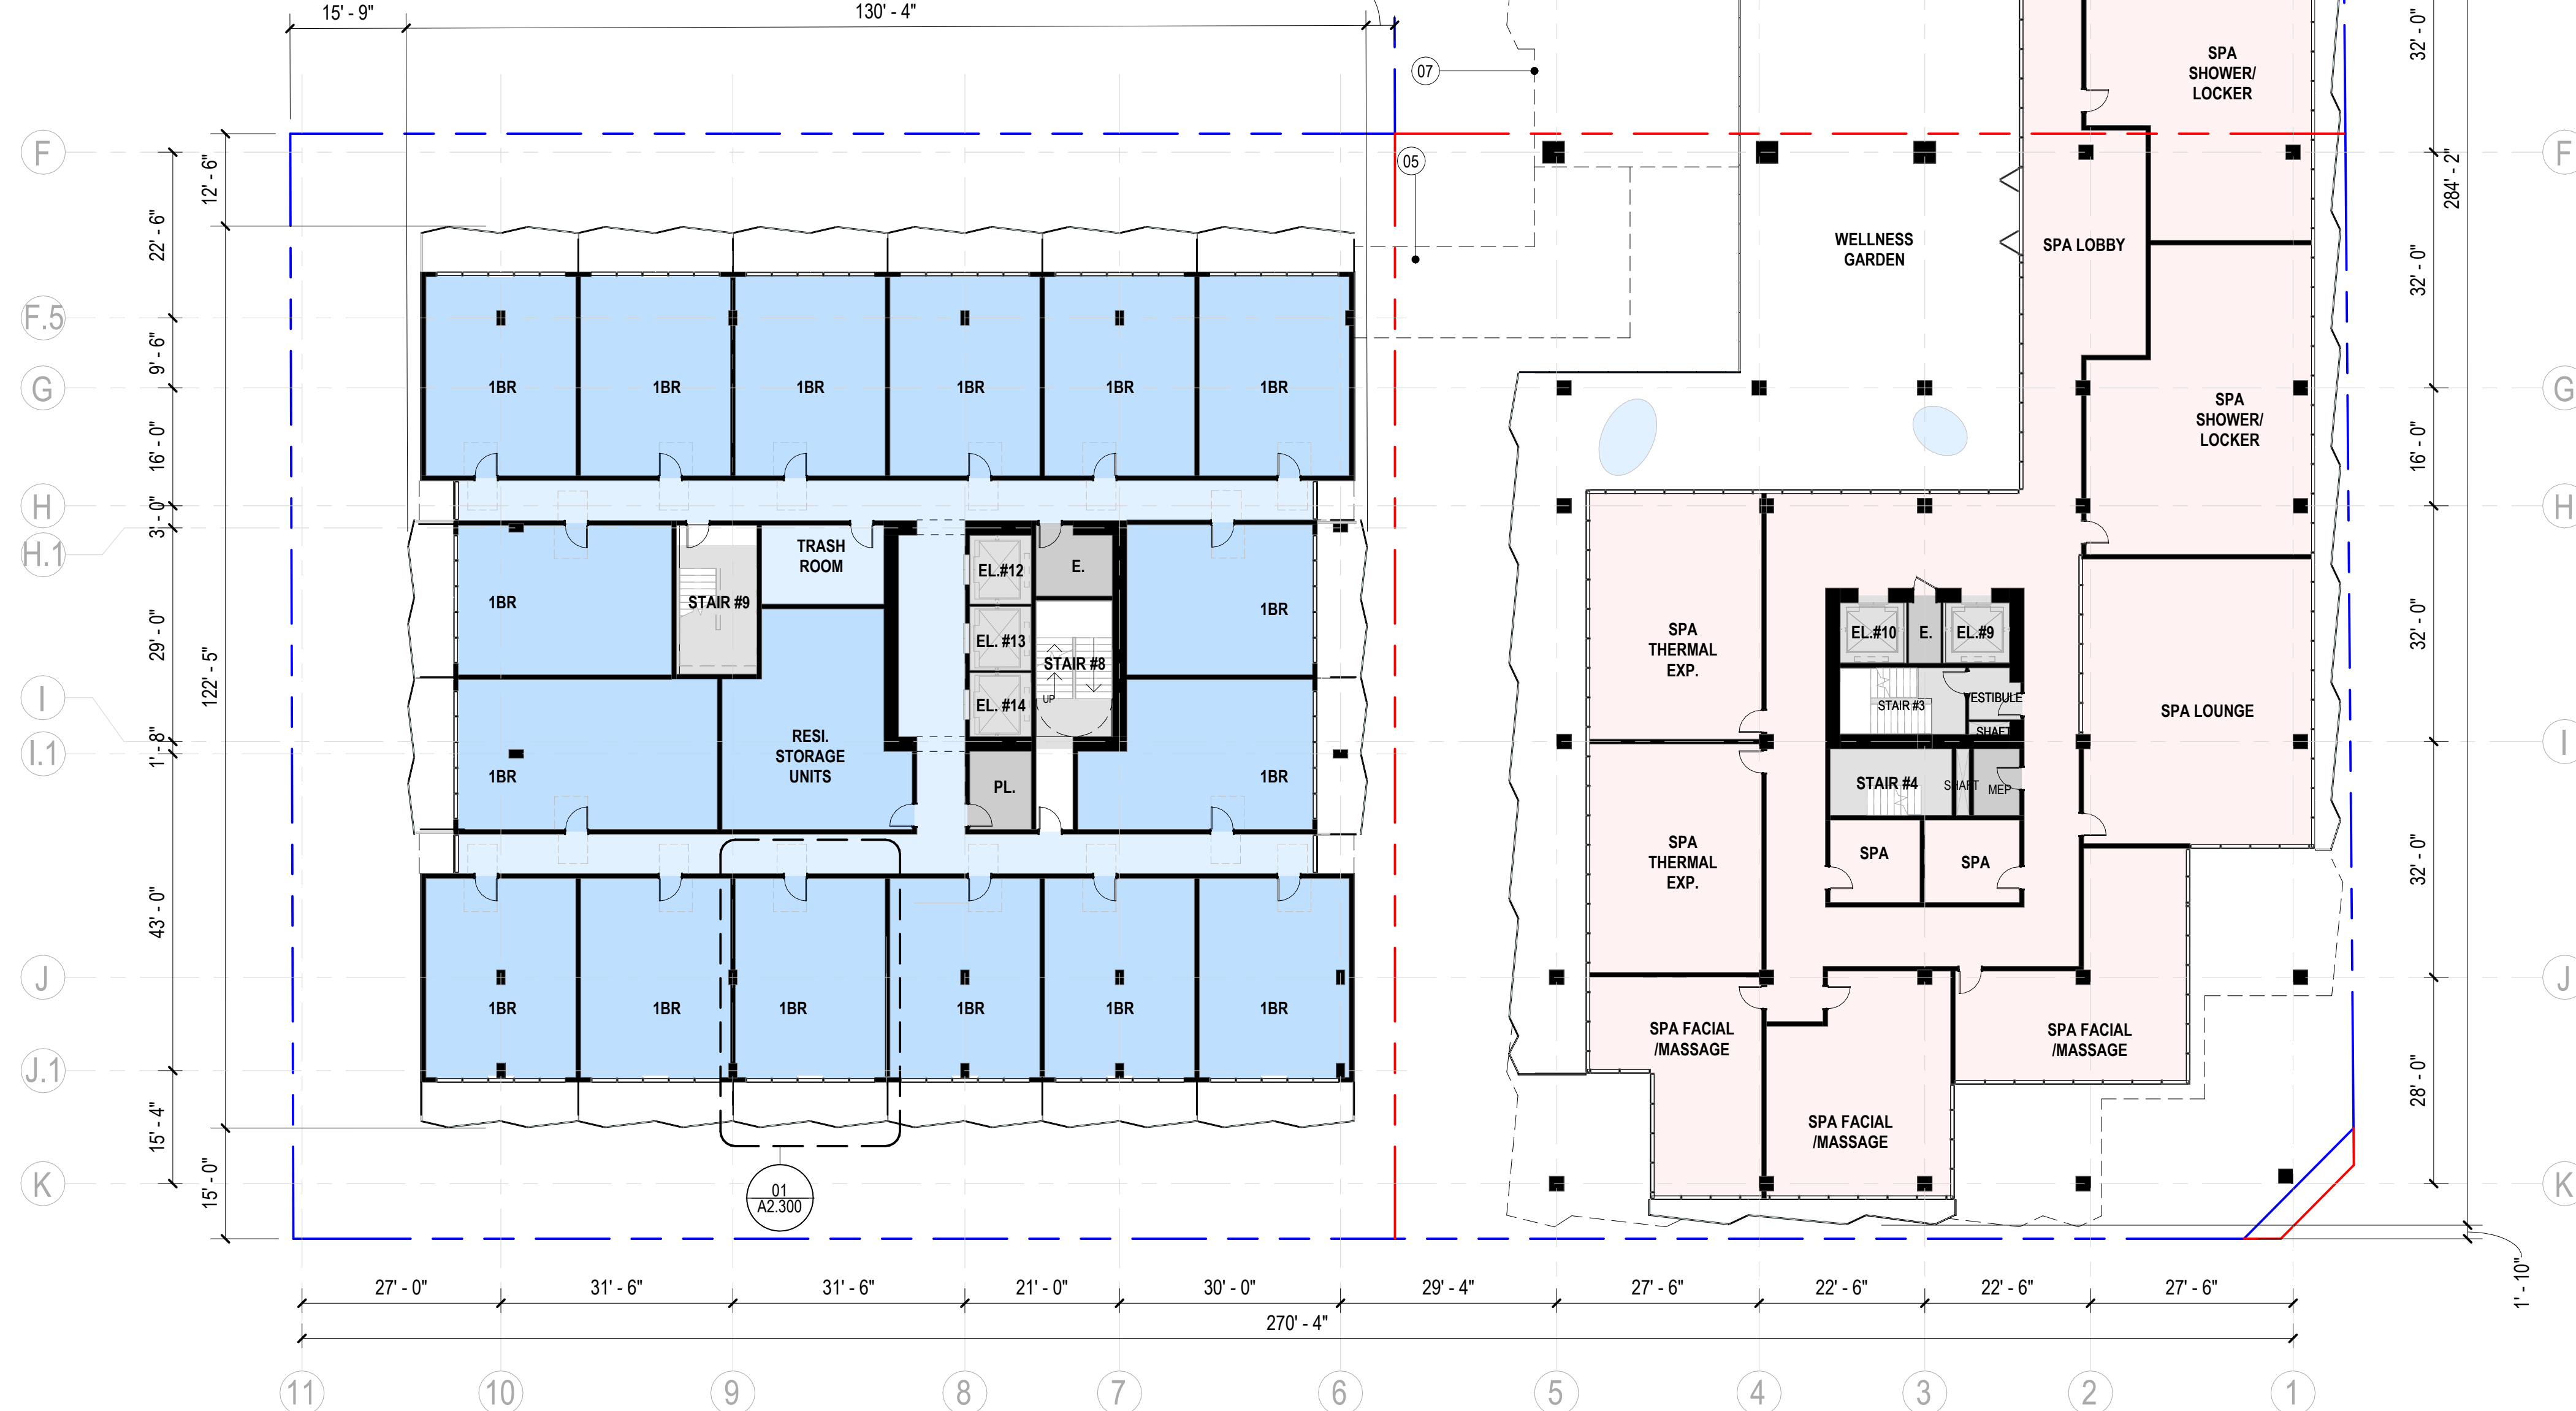 15' - 9"
130' - 4"
32' - 0"
07
05
SPA
SHOWER/
LOCKER
F
12' - 6"
22' - 6"
284' - 2"
F
WELLNESS
GARDEN
SPA LOBBY
32' - 0"
F.5
9' - 6"
G
1BR
1BR
1BR
1BR
1BR
1BR
SPA
SHOWER/
LOCKER
G
16' - 0"
16' - 0"
H
3' - 0"
H.1
H
TRASH
ROOM
EL.#12
E.
1BR
STAIR #9
1BR
29' - 0"
122' - 5"
EL.#13
STAIR #8
UP
EL. #14
SPA
THERMAL
EXP.
EL.#10
E.
EL.#9
32' - 0"
VESTIBULE
STAIR #3
SHAFT
SPA LOUNGE
I
1' - 8"
I.1
I
RESI.
STORAGE
UNITS
1BR
PL.
1BR
STAIR #4
SHAFT
MEP
SPA
THERMAL
EXP.
SPA
SPA
32' - 0"
43' - 0"
J
J
1BR
1BR
1BR
1BR
1BR
1BR
SPA FACIAL
/MASSAGE
SPA FACIAL
/MASSAGE
J.1
28' - 0"
15' - 4"
SPA FACIAL
/MASSAGE
K
15' - 0"
01
A2.300
K
1' - 10"
27' - 0"
31' - 6"
31' - 6"
21' - 0"
30' - 0"
29' - 4"
27' - 6"
22' - 6"
22' - 6"
27' - 6"
270' - 4"
11
10
9
8
7
6
5
4
3
2
1